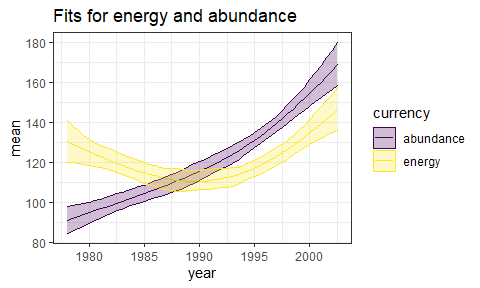 Fits for energy and abundance
180
160
140
120
100
80
mean
1980 1985 1990 1995 2000
year
currency
abundance
energy